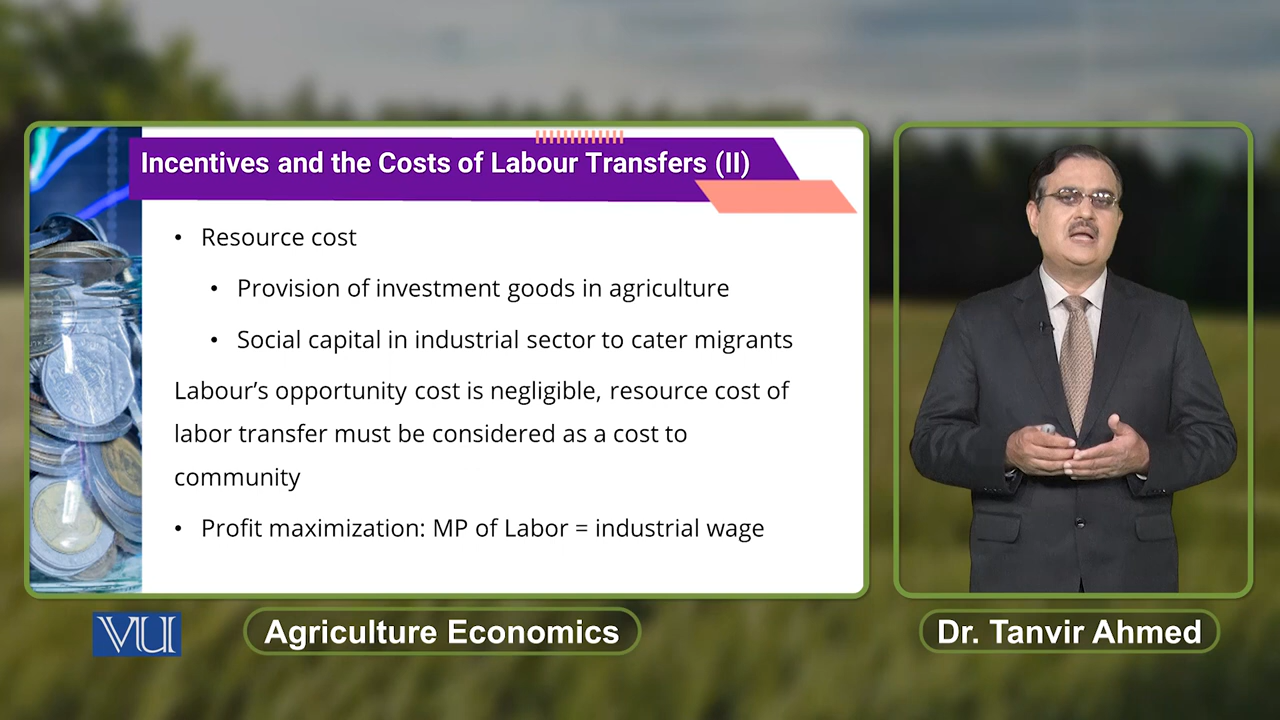 Incentives and the Costs of Labour Transfers (II)
• Resource cost
• Provision of investment goods in agriculture
• Social capital in industrial sector to cater migrants
Labour’s opportunity cost is negligible, resource cost of
labor transfer must be considered as a cost to
community
• Profit maximization: MP of Labor = industrial wage
VU
Agriculture Economics
Dr. Tanvir Ahmed